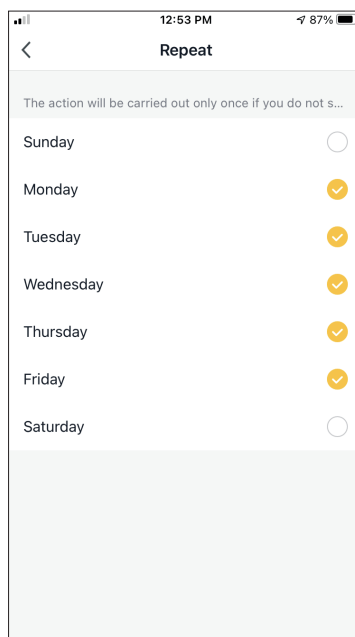 12:53 PM 87%
Repeat
The action will be carried out only once if you do not s...
Sunday
Monday
Tuesday
Wednesday
Thursday
Friday
Saturday